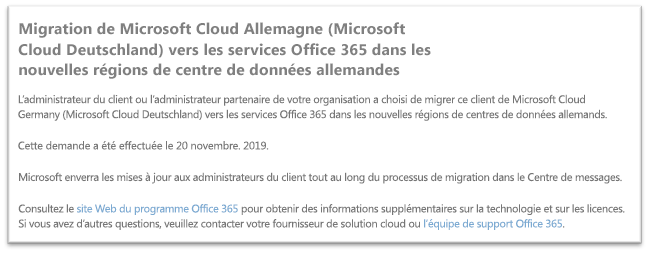 Migration de Microsoft Cloud Allemagne (Microsoft
Cloud Deutschland) vers les services Office 365 dans les
nouvelles régions de centre de données allemandes
L'administrateur du client ou l'administrateur partenaire de votre organisation a choisi de migrer ce client de Microsoft Cloud
Germany (Microsoft Cloud Deutschland) vers les services Office 365 dans les nouvelles régions de centres de données allemands.
Cette demande a été effectuée le 20 novembre. 2019.
Microsoft enverra les mises à jour aux administrateurs du client tout au long du processus de migration dans le Centre de messages.
Consultez le site Web du programme Office 365 pour obtenir des informations supplémentaires sur la technologie et sur les licences.
Si vous avez d'autres questions, veuillez contacter votre fournisseur de solution cloud ou l'équipe de support Office 365.